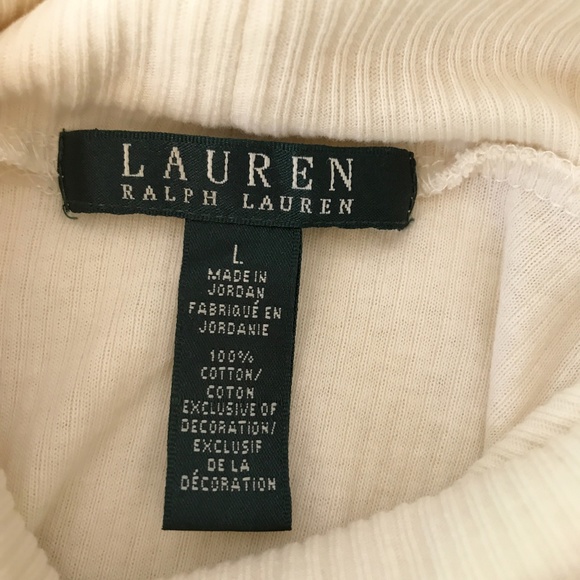 LAUREN
RALPH LAUREN
L
MADE IN
JORDAN
FABRIQUÉ EN
JORDANIE
100%
COTTON/
COTON
EXCLUSIVE OF
DECORATION/
EXCLUSIF
DE LA
DÉCORATION